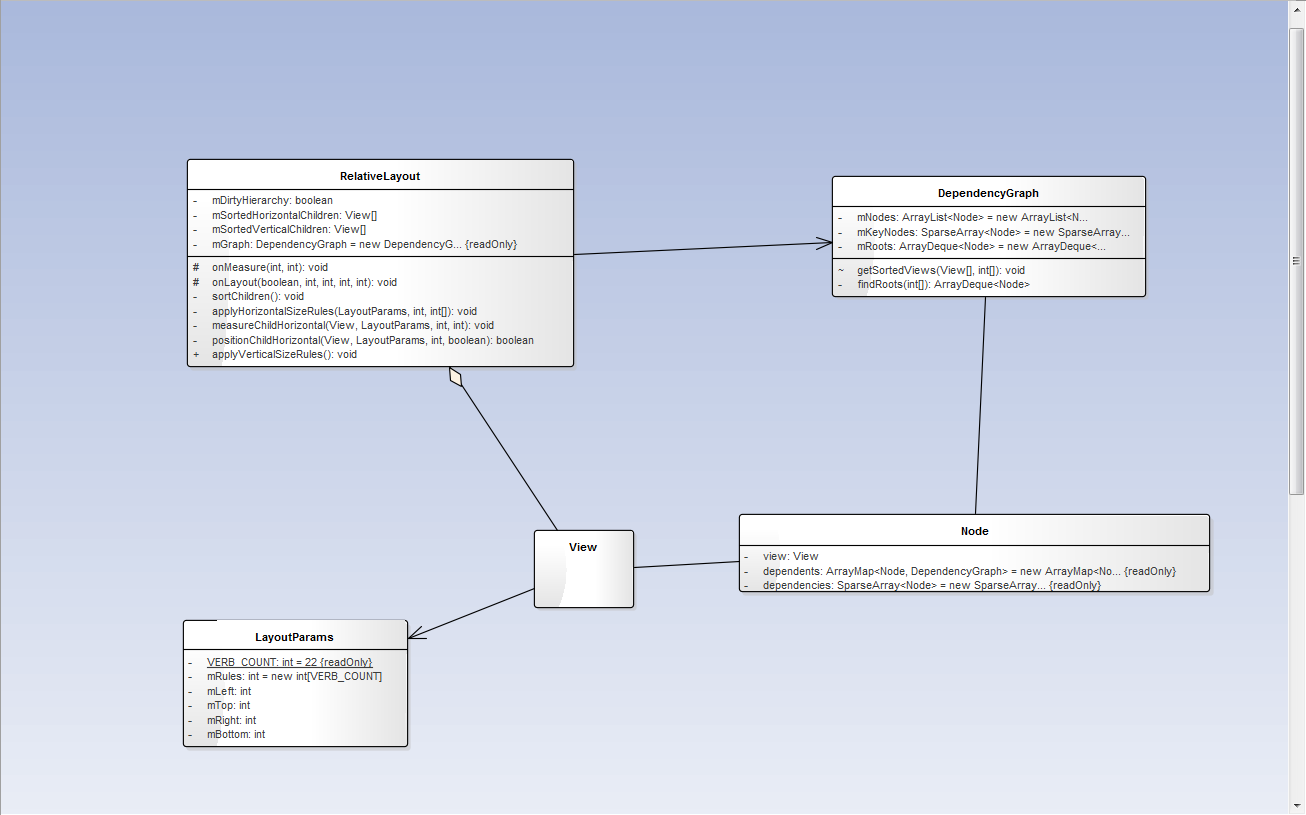 RelativeLayout
- mDirtyHierarchy: boolean
- mSortedHorizontalChildren: View[]
- mSortedVerticalChildren: View[]
- mGraph: DependencyGraph = new DependencyG... {readOnly}
# onMeasure(int, int): void
# onLayout(boolean, int, int, int, int): void
- sortChildren(): void
- applyHorizontalSizeRules(LayoutParams, int, int[]): void
- measureChildHorizontal(View, LayoutParams, int, int): void
- positionChildHorizontal(View, LayoutParams, int, boolean): boolean
+ applyVerticalSizeRules(): void
DependencyGraph
- mNodes: ArrayList<Node> = new ArrayList<N...
- mKeyNodes: SparseArray<Node> = new SparseArray...
- mRoots: ArrayDeque<Node> = new ArrayDeque<...
~ getSortedViews(View[], int[]): void
- findRoots(int[]): ArrayDeque<Node>
View
Node
- view: View
- dependents: ArrayMap<Node, DependencyGraph> = new ArrayMap<No... {readOnly}
- dependencies: SparseArray<Node> = new SparseArray... {readOnly}
LayoutParams
- VERB_COUNT: int = 22 {readOnly}
- mRules: int = new int[VERB_COUNT]
- mLeft: int
- mTop: int
- mRight: int
- mBottom: int